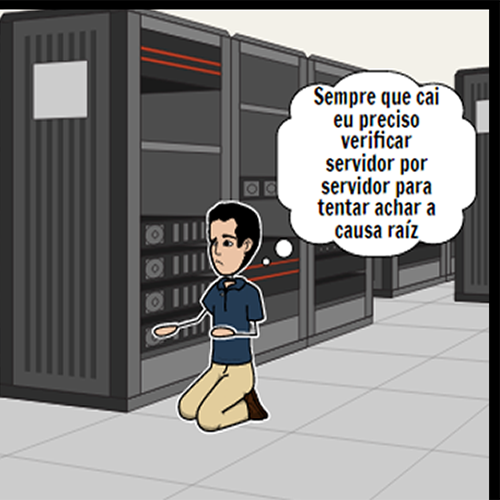 Sempre que cai
eu preciso
verificar
servidor por
servidor para
tentar achar a
causa raíz